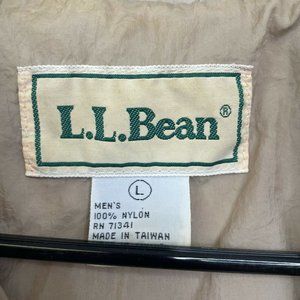 L.L.Bean®
L
MEN'S
100% NYLON
RN 71341
MADE IN TAIWAN